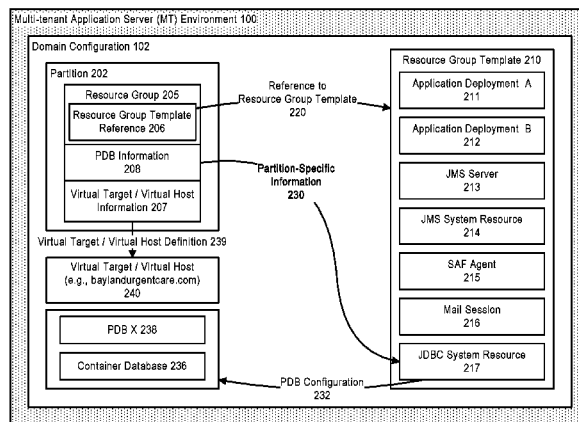 Multi-tenant Application Server (MT) Environment 100
Domain Configuration 102
Partition 202
Resource Group 205
Resource Group Template
Reference 206
PDB Information
208
Virtual Target / Virtual Host
Information 207
Virtual Target / Virtual Host Definition 239
Virtual Target / Virtual Host
(e.g., baylandurgentcare.com)
240
PDB X 238
Container Database 236
Reference to
Resource Group Template
220
Partition-Specific
Information
230
PDB Configuration
232
Resource Group Template 210
Application Deployment A
211
Application Deployment B
212
JMS Server
213
JMS System Resource
214
SAF Agent
215
Mail Session
216
JDBC System Resource
217